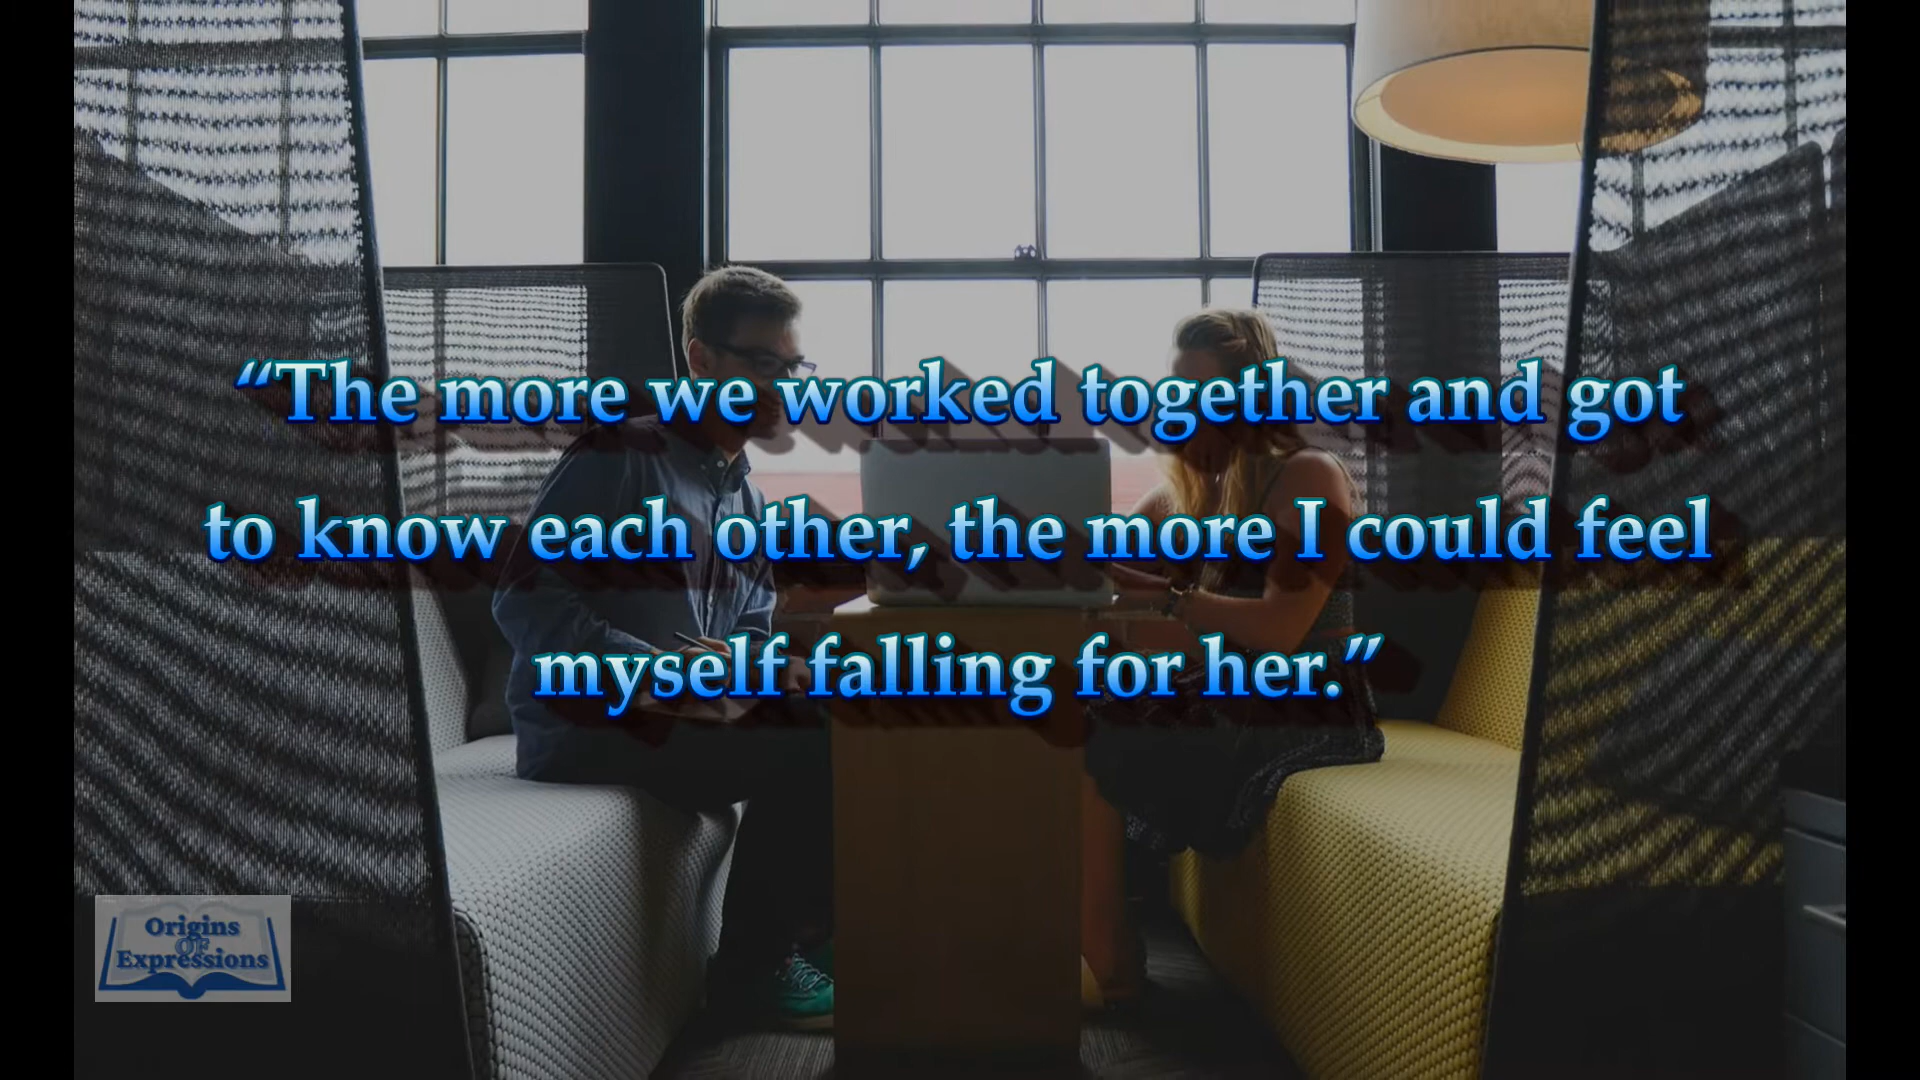 “The more we worked together and got
to know each other, the more I could feel
myself falling for her.”
Origins
OF
Expressions